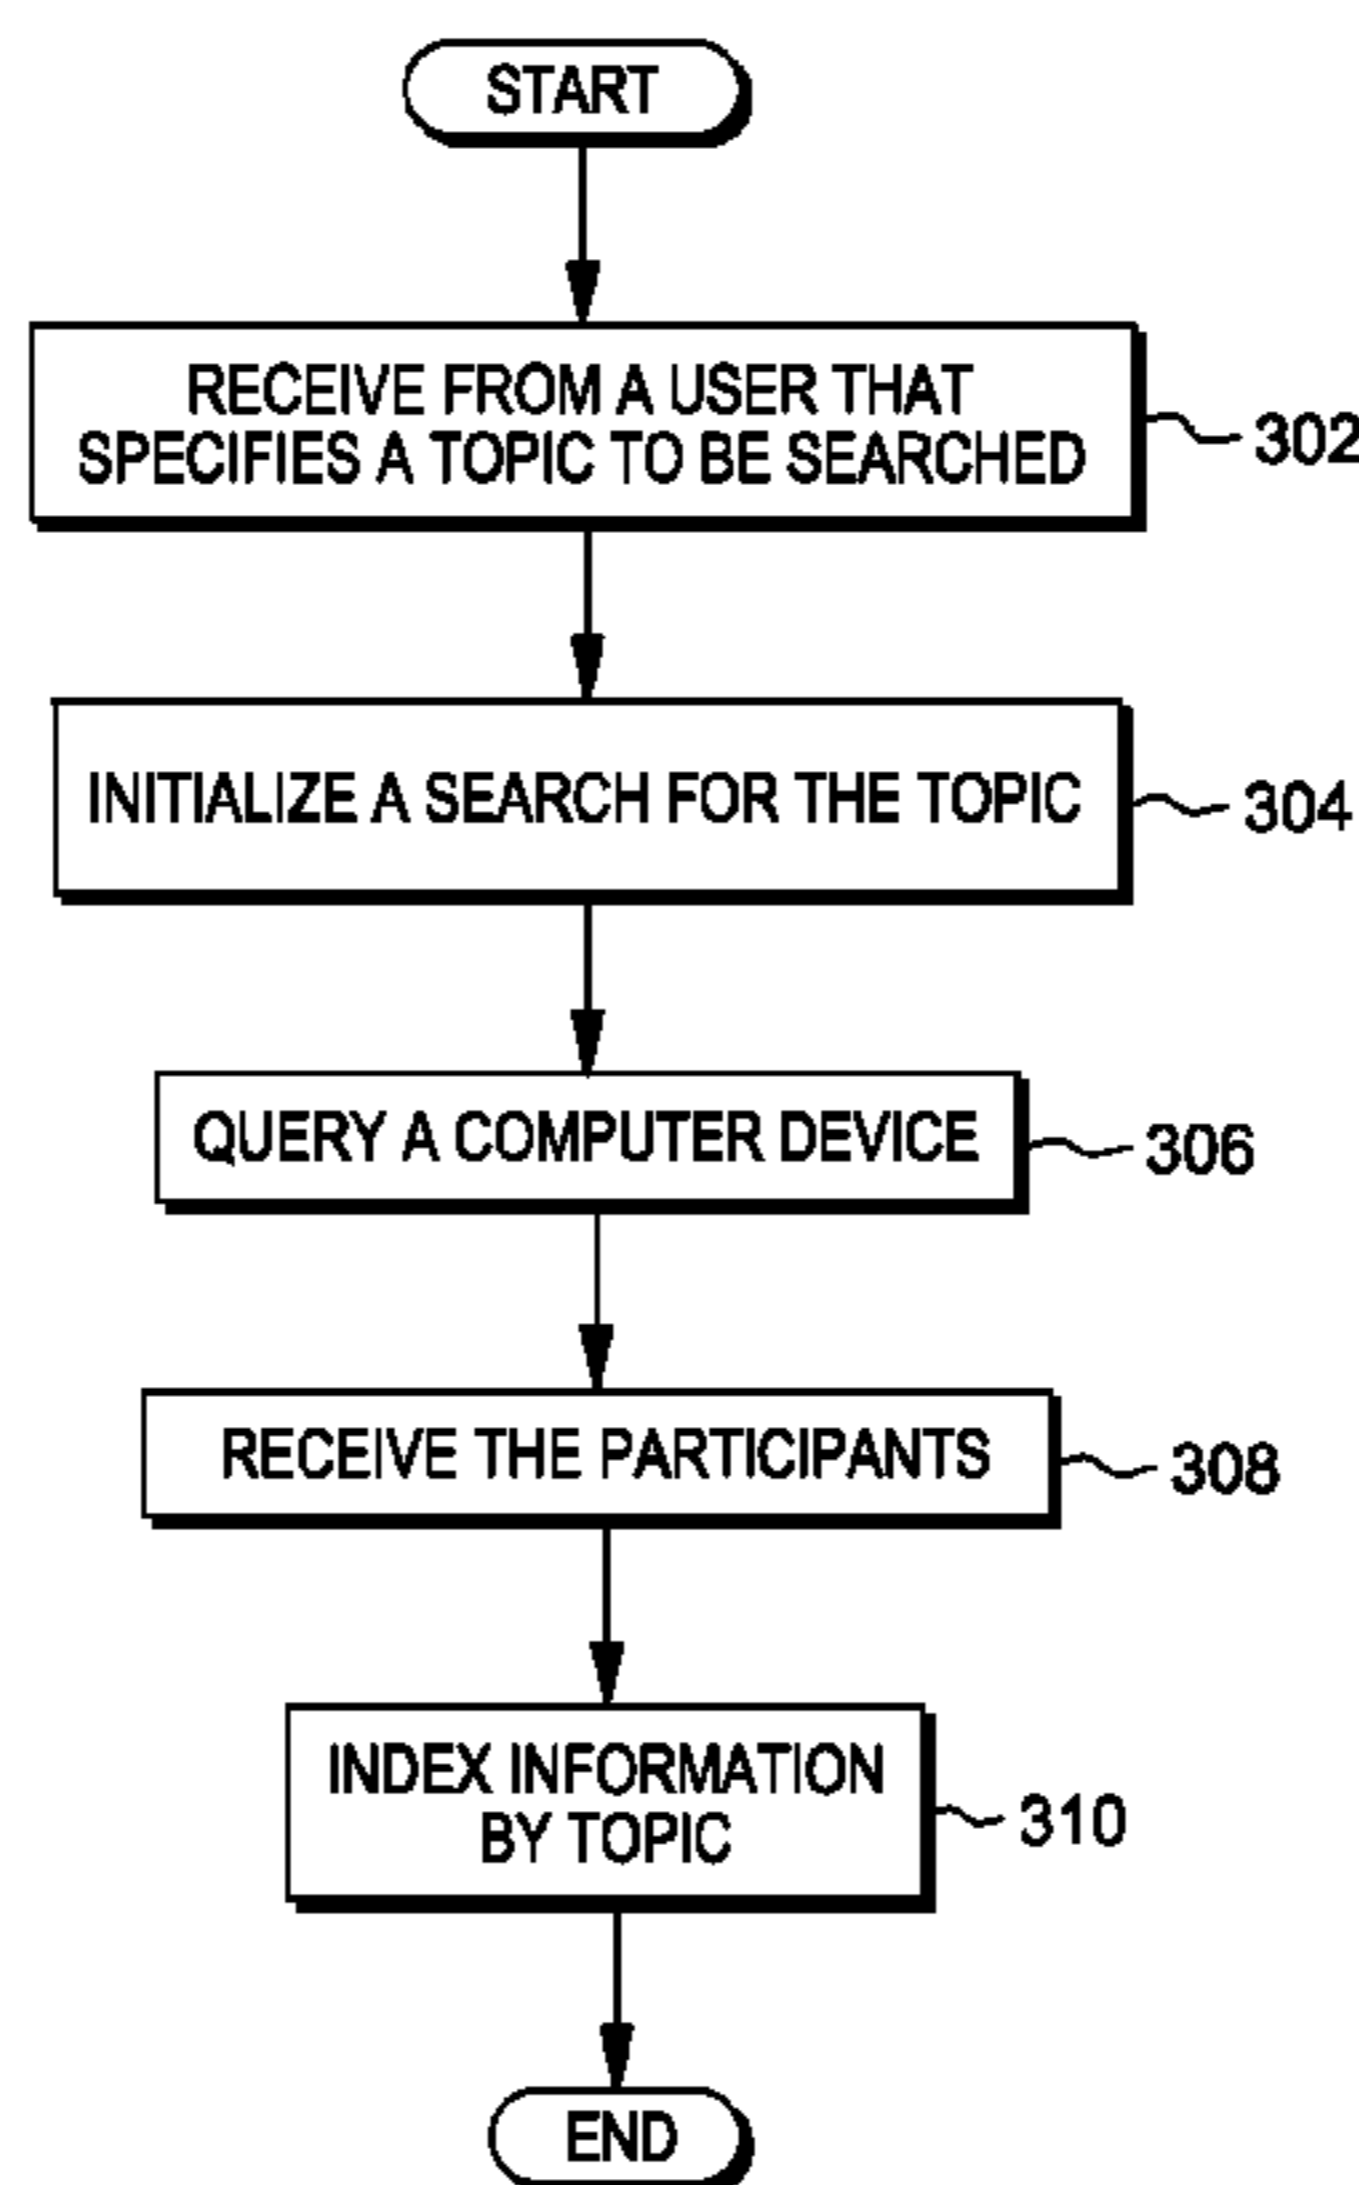 START
RECEIVE FROM A USER THAT
SPECIFIES A TOPIC TO BE SEARCHED
302
INITIALIZE A SEARCH FOR THE TOPIC
304
QUERY A COMPUTER DEVICE
306
RECEIVE THE PARTICIPANTS
308
INDEX INFORMATION
BY TOPIC
310
END